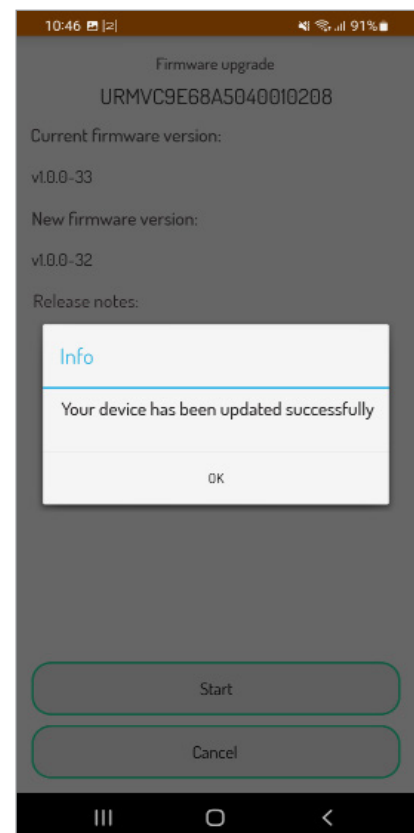 10:46 |2| 91%
Firmware upgrade
URMVC9E68A5040010208
Current firmware version:
v1.0.0-33
New firmware version:
v1.0.0-32
Release notes:
Info
Your device has been updated successfully
OK
Start
Cancel